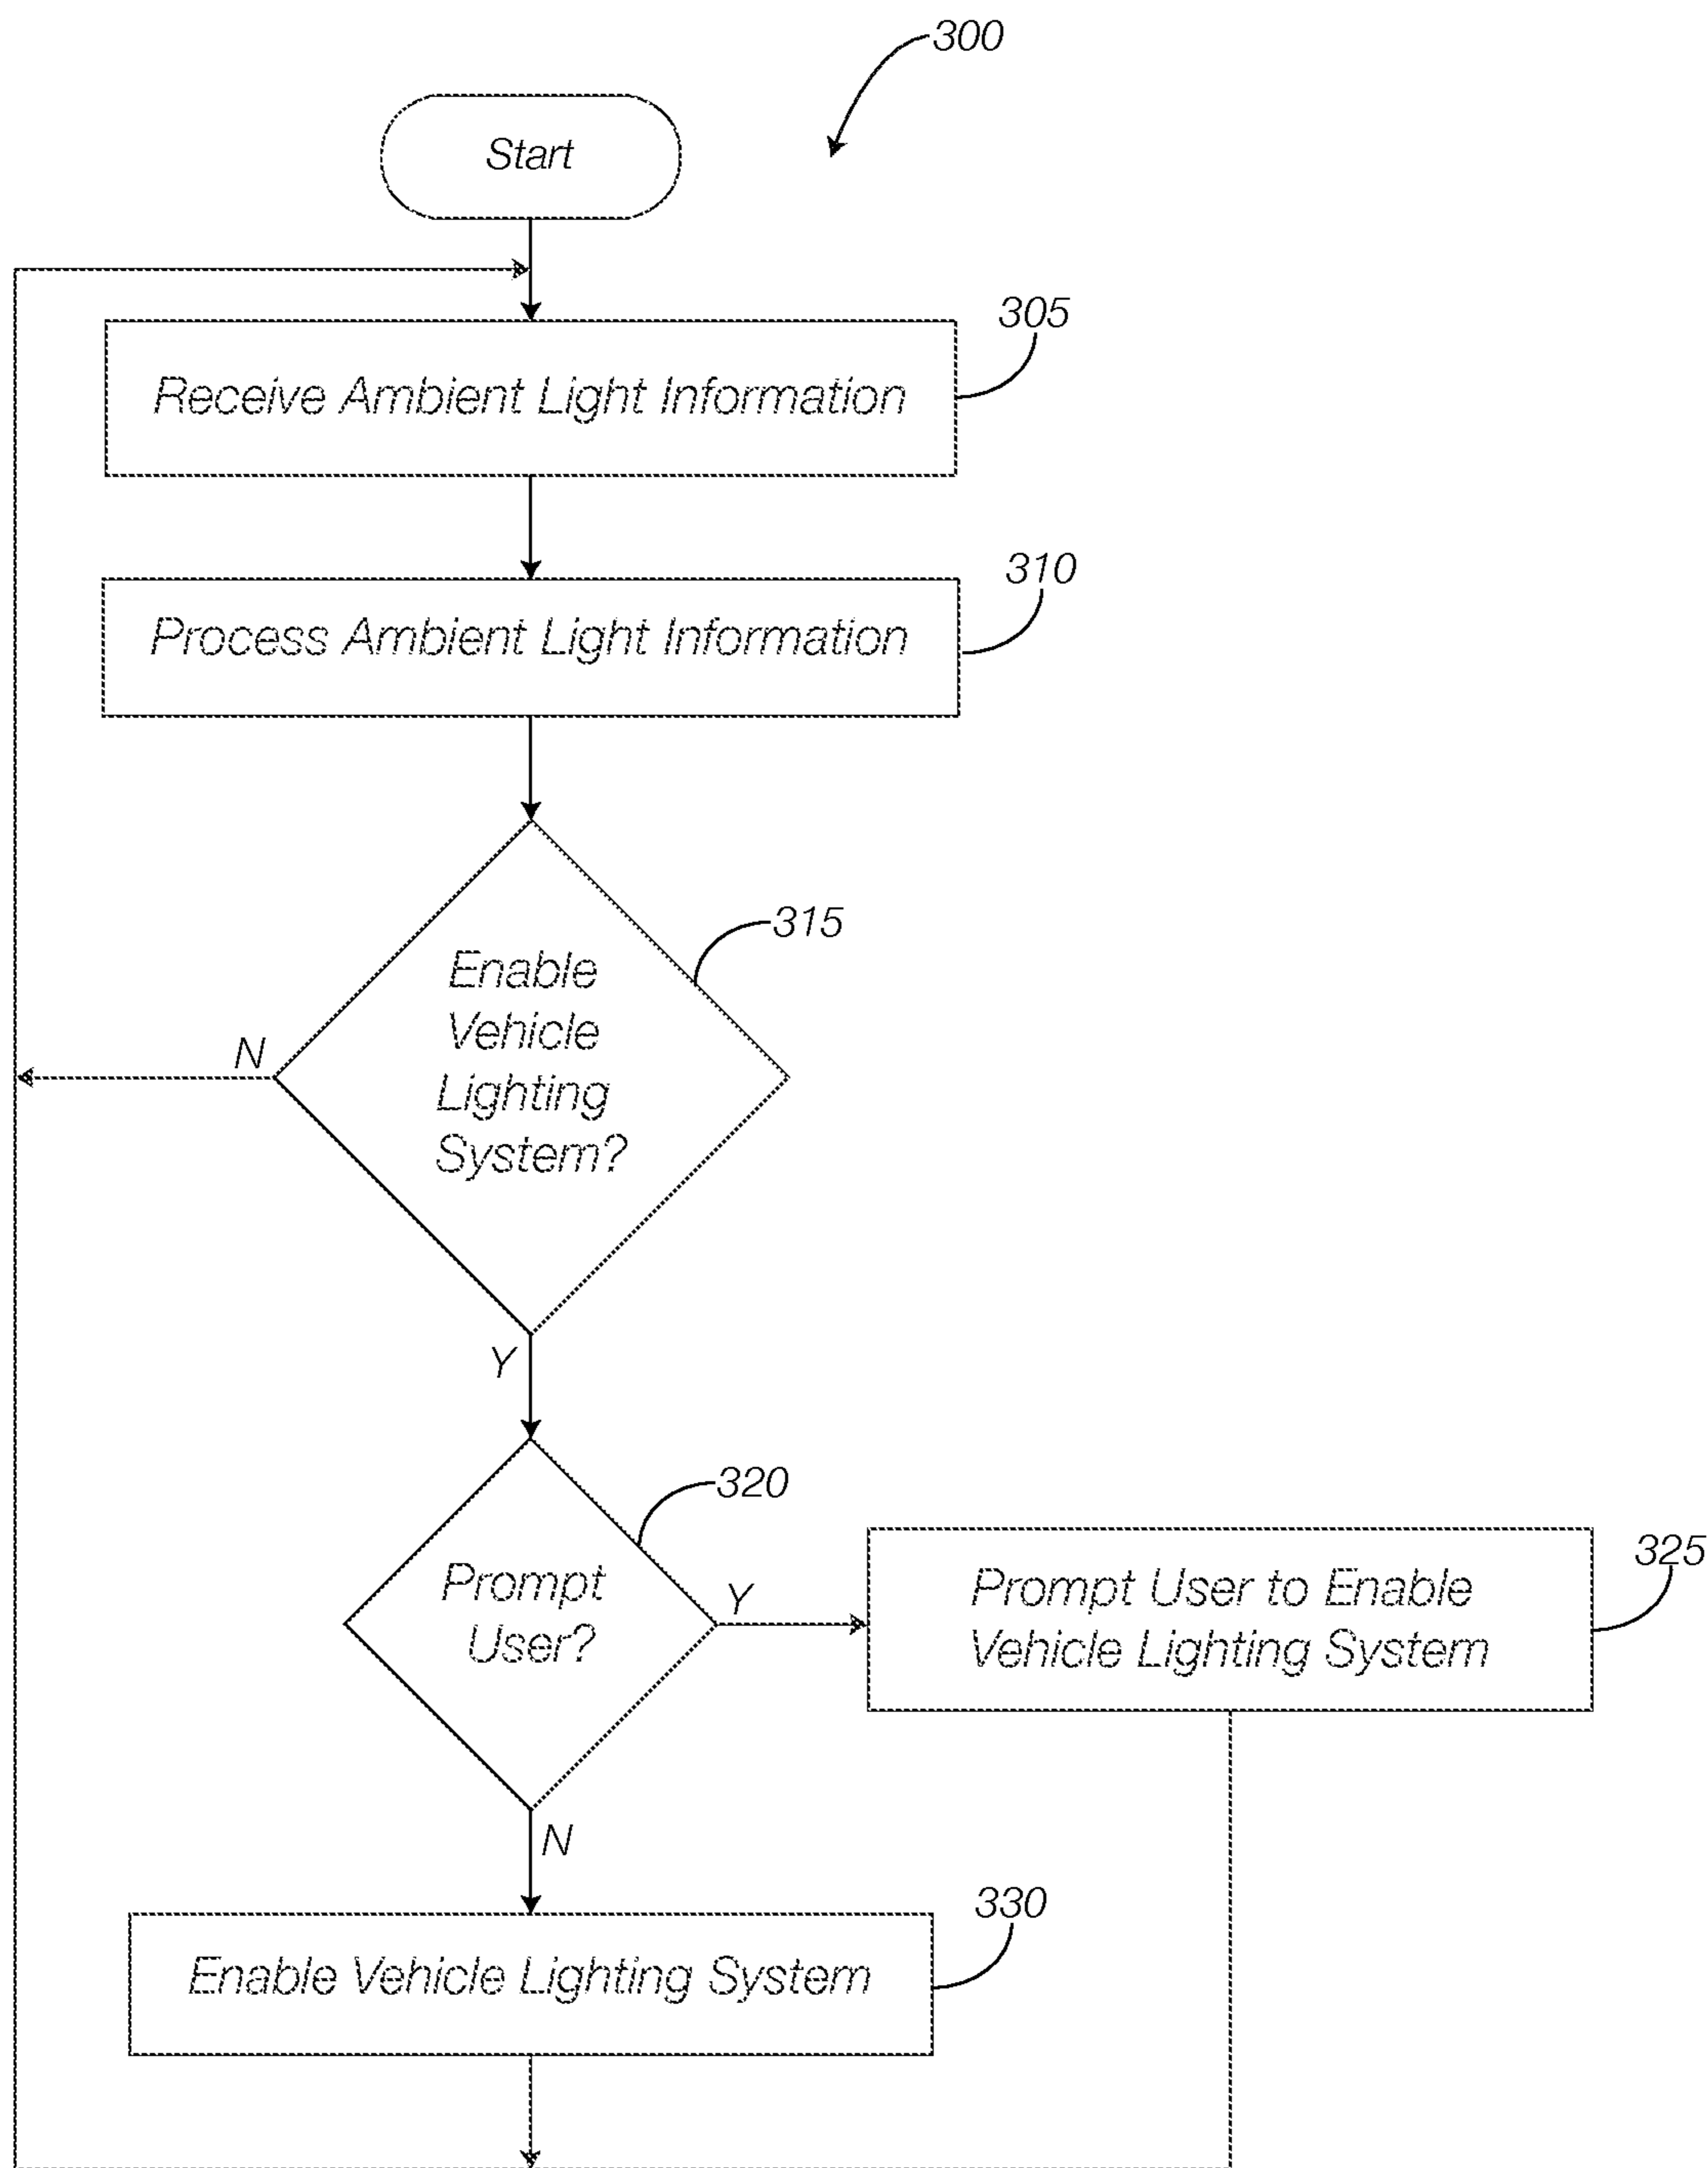 300
Start
305
Receive Ambient Light Information
310
Process Ambient Light Information
315
Enable
Vehicle
Lighting
System?
N
Y
320
Prompt
User?
Y
325
Prompt User to Enable
Vehicle Lighting System
N
330
Enable Vehicle Lighting System